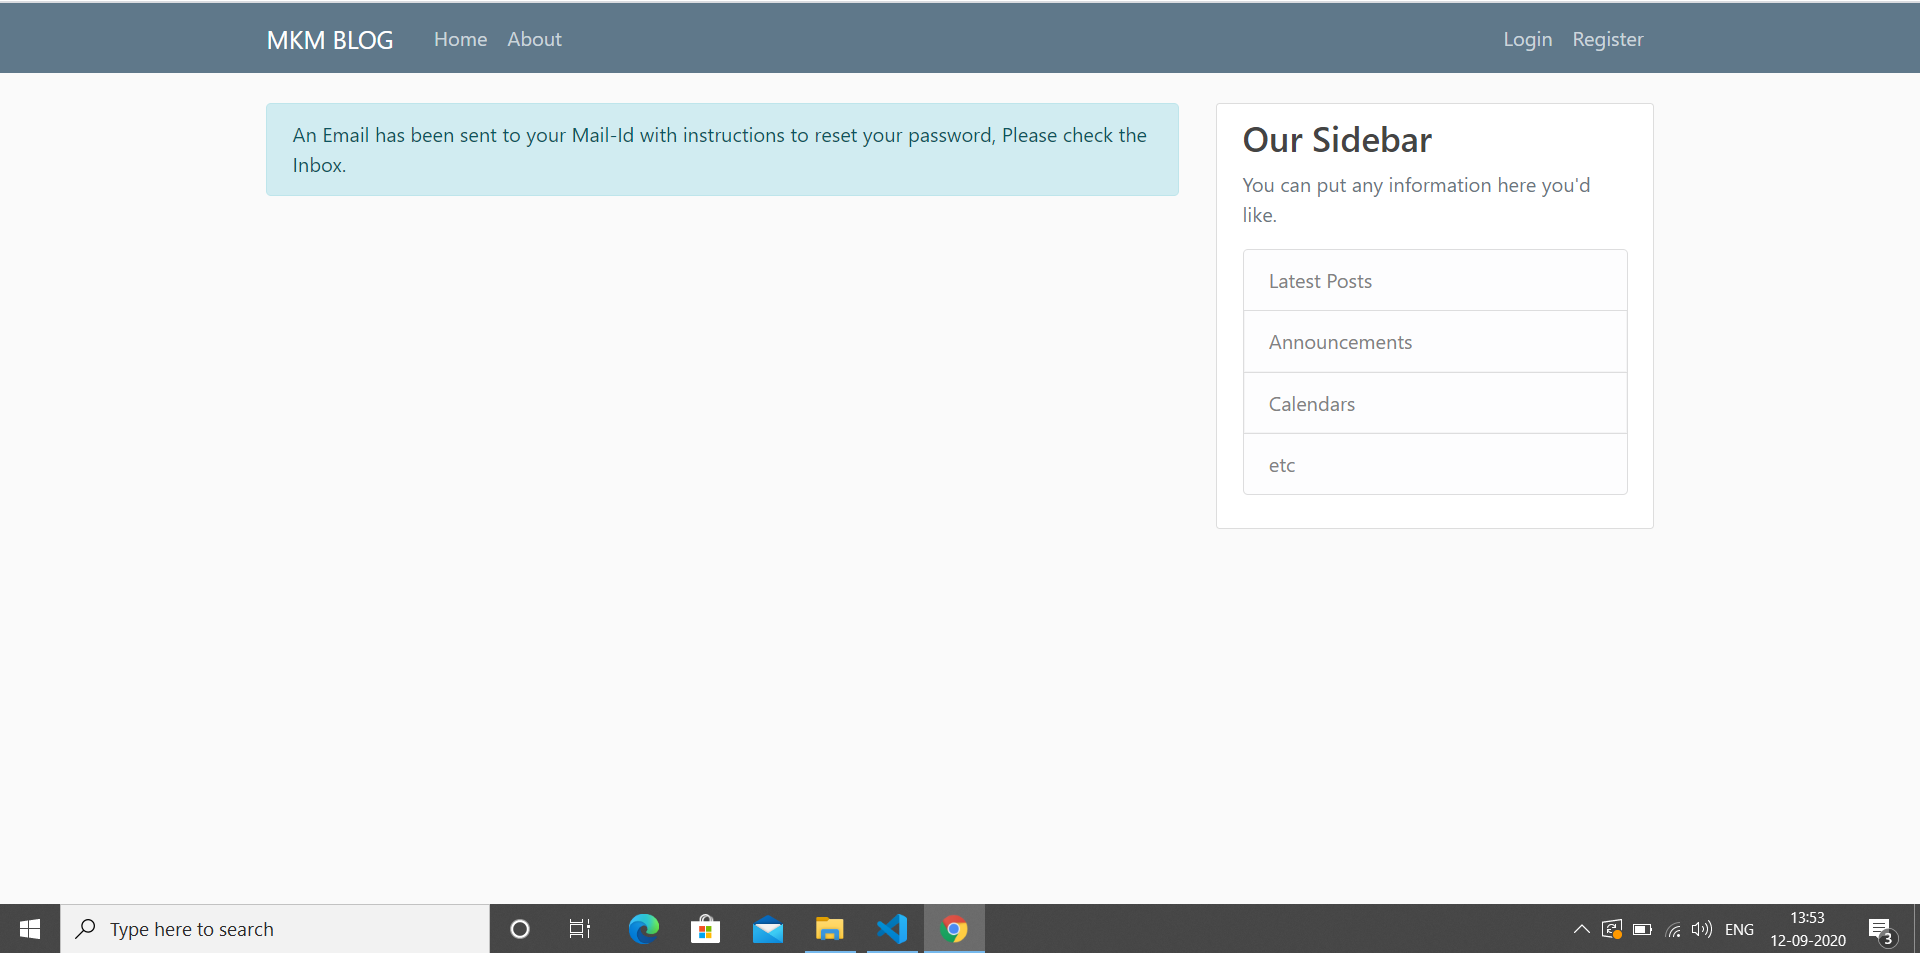 MKM BLOG Home About Login Register
An Email has been sent to your Mail-Id with instructions to reset your password, Please check the
Inbox.
Our Sidebar
You can put any information here you'd
like.
Latest Posts
Announcements
Calendars
etc
Type here to search
ENG
13:53
12-09-2020
3